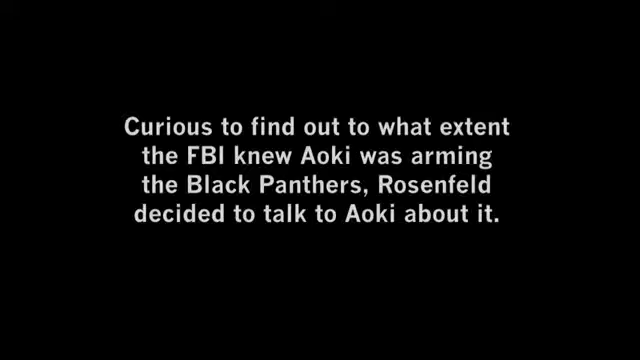 Curious to find out to what extent
the FBI knew Aoki was arming
the Black Panthers, Rosenfeld
decided to talk to Aoki about it.